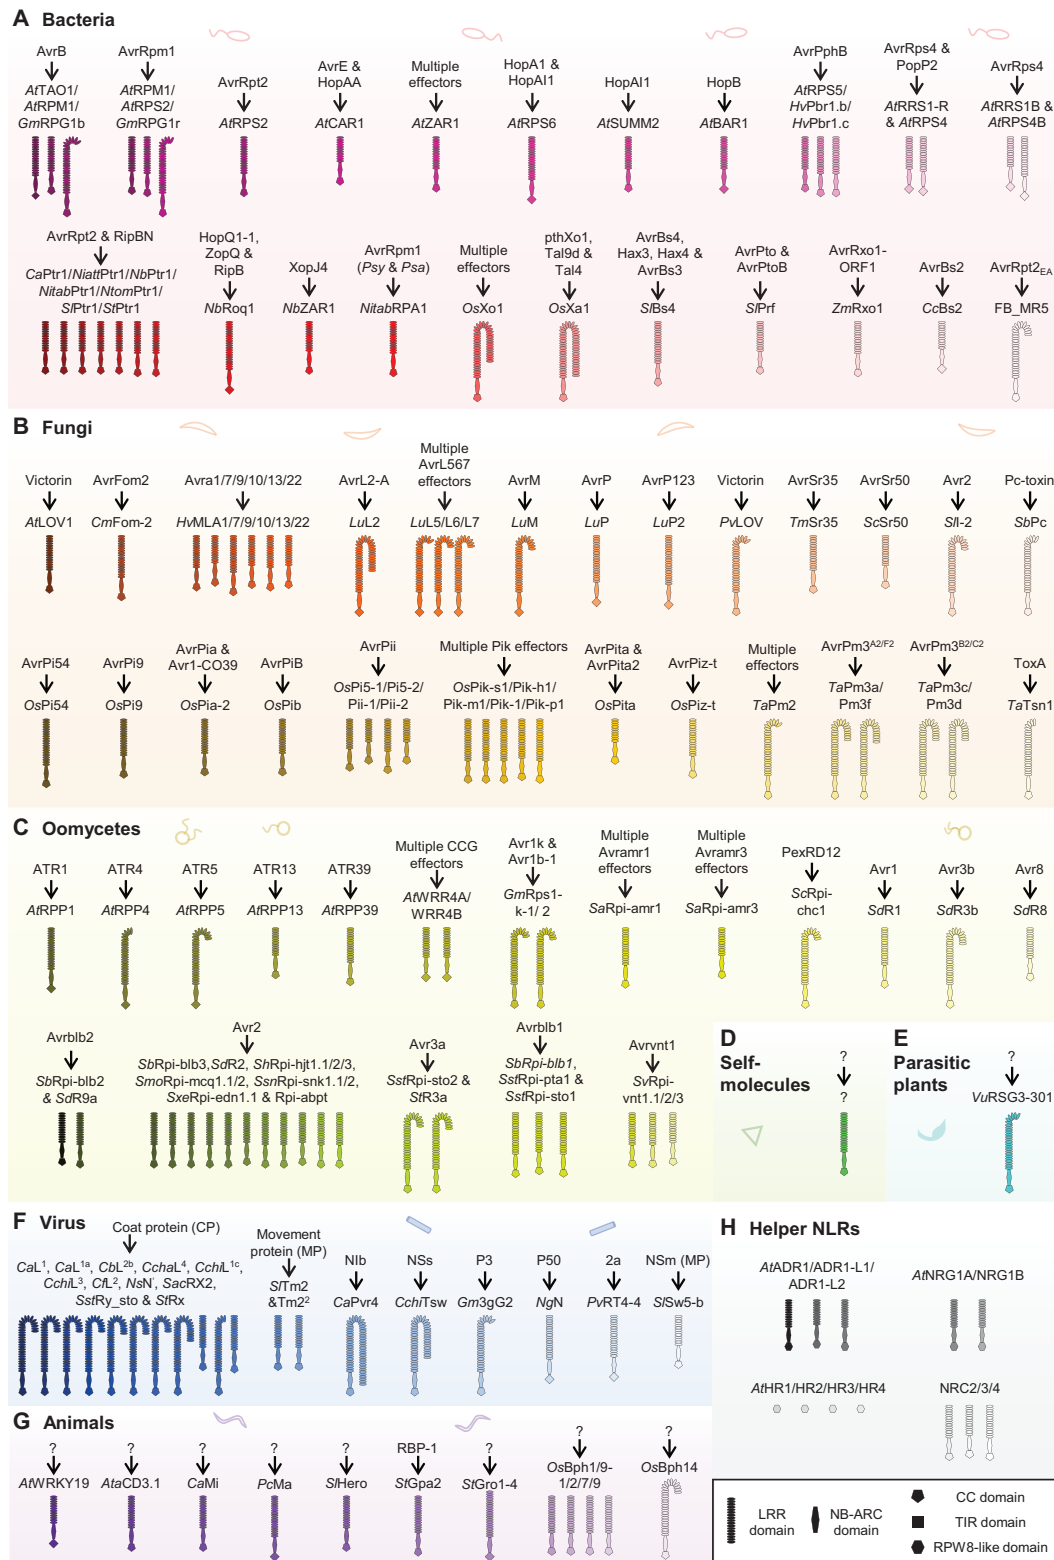 A Bacteria
AvrB
AtTAO1/
AtRPM1/
GmRPG1b
AvrRpm1
AtRPM1/
AtRPS2/
GmRPG1r
AvrRpt2
AtRPS2
AvrE &
HopAA
AtCAR1
Multiple
effectors
AtZAR1
HopA1 &
HopAI1
AtRPS6
HopAI1
AtSUMM2
HopB
AtBAR1
AvrPphB
AtRPS5/
HvPbr1.b/
HvPbr1.c
AvrRps4 &
PopP2
AtRRS1-R
& AtRPS4
AvrRps4
AtRRS1B &
AtRPS4B
AvrRpt2 & RipBN
CaPtr1/NiattPtr1/NbPtr1/
NitabPtr1/NtomPtr1/
SlPtr1/StPtr1
HopQ1-1,
ZopQ &
RipB
NbRoq1
XopJ4
NbZAR1
AvrRpm1
(Psy & Psa)
NitabRPA1
Multiple
effectors
OsXo1
pthXo1,
Tal9d &
Tal4
OsXa1
AvrBs4,
Hax3, Hax4 &
AvrBs3
SlBs4
AvrPto &
AvrPtoB
SlPrf
AvrRxo1-
ORF1
ZmRxo1
AvrBs2
CcBs2
AvrRpt2EA
FB_MR5
B Fungi
Victorin
AtLOV1
AvrFom2
CmFom-2
Avra1/7/9/10/13/22
HvMLA1/7/9/10/13/22
AvrL2-A
LuL2
Multiple
AvrL567
effectors
LuL5/L6/L7
AvrM
LuM
AvrP
LuP
AvrP123
LuP2
Victorin
PvLOV
AvrSr35
TmSr35
AvrSr50
ScSr50
Avr2
SlI-2
Pc-toxin
SbPc
AvrPi54
OsPi54
AvrPi9
OsPi9
AvrPia &
Avr1-CO39
OsPia-2
AvrPiB
OsPib
AvrPii
OsPi5-1/Pi5-2/
Pii-1/Pii-2
Multiple Pik effectors
OsPik-s1/Pik-h1/
Pik-m1/Pik-1/Pik-p1
AvrPita &
AvrPita2
OsPita
AvrPiz-t
OsPiz-t
Multiple
effectors
TaPm2
AvrPm3A2/F2
TaPm3a/
Pm3f
AvrPm3B2/C2
TaPm3c/
Pm3d
ToxA
TaTsn1
C Oomycetes
ATR1
AtRPP1
ATR4
AtRPP4
ATR5
AtRPP5
ATR13
AtRPP13
ATR39
AtRPP39
Multiple CCG
effectors
AtWRR4A/
WRR4B
Avr1k &
Avr1b-1
GmRps1-
k-1/ 2
Multiple
Avramr1
effectors
SaRpi-amr1
Multiple
Avramr3
effectors
SaRpi-amr3
PexRD12
ScRpi-
chc1
Avr1
SdR1
Avr3b
SdR3b
Avr8
SdR8
Avrblb2
SbRpi-blb2
& SdR9a
Avr2
SbRpi-blb3,SdR2, ShRpi-hjt1.1/2/3,
SmoRpi-mcq1.1/2, SsnRpi-snk1.1/2,
SxeRpi-edn1.1 & Rpi-abpt
Avr3a
SstRpi-sto2 &
StR3a
Avrblb1
SbRpi-blb1,
SstRpi-pta1 &
SstRpi-sto1
Avrvnt1
SvRpi-
vnt1.1/2/3
D
Self-
molecules
?
?
E
Parasitic
plants
?
VuRSG3-301
F Virus
Coat protein (CP)
CaL1, CaL1a, CbL2b, CchaL4, CchiL1c,
CchiL3, CfL2, NsN', SacRX2,
SstRy_sto & StRx
Movement
protein (MP)
SlTm2
&Tm2²
NIb
CaPvr4
NSs
CchiTsw
P3
Gm3gG2
P50
NgN
2a
PvRT4-4
NSm (MP)
SlSw5-b
G Animals
?
AtWRKY19
?
AtaCD3.1
?
CaMi
?
PcMa
?
SlHero
RBP-1
StGpa2
?
StGro1-4
?
OsBph1/9-
1/2/7/9
?
OsBph14
H Helper NLRs
AtADR1/ADR1-L1/
ADR1-L2
AtNRG1A/NRG1B
AtHR1/HR2/HR3/HR4
NRC2/3/4
LRR
domain
NB-ARC
domain
CC domain
TIR domain
RPW8-like domain